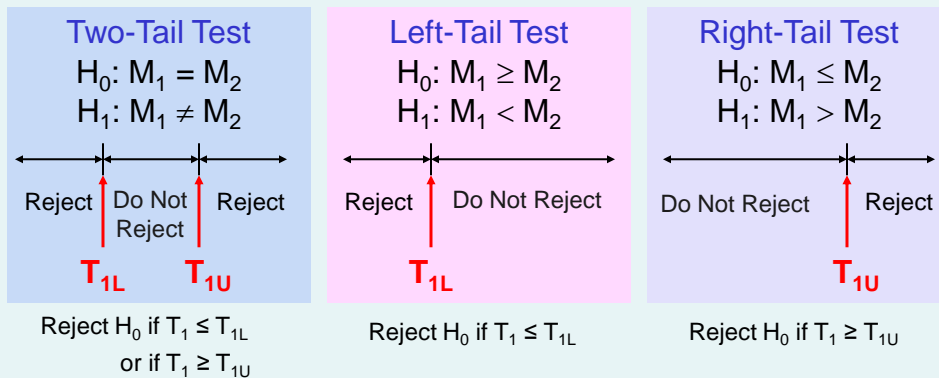 Two-Tail Test
H₀: M₁ = M₂
H₁: M₁ ≠ M₂
Reject
Do Not
Reject
Reject
T₁L
T₁U
Reject H₀ if T₁ ≤ T₁L
or if T₁ ≥ T₁U
Left-Tail Test
H₀: M₁ ≥ M₂
H₁: M₁ < M₂
Reject
Do Not Reject
T₁L
Reject H₀ if T₁ ≤ T₁L
Right-Tail Test
H₀: M₁ ≤ M₂
H₁: M₁ > M₂
Do Not Reject
Reject
T₁U
Reject H₀ if T₁ ≥ T₁U